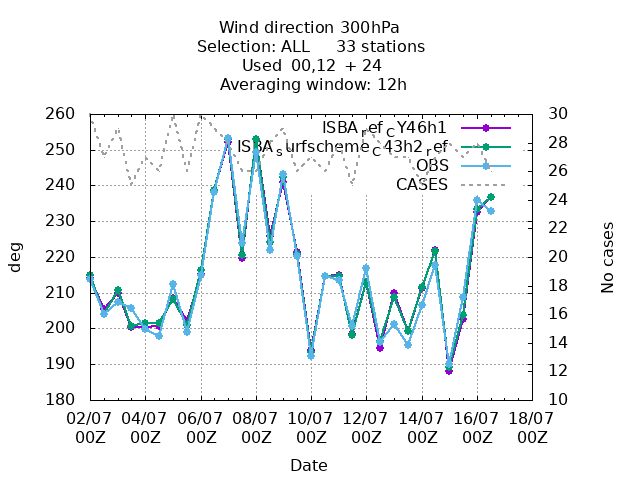 Wind direction 300hPa
Selection: ALL 33 stations
Used 00,12 + 24
Averaging window: 12h
ISBA_ref_CY46h1
ISBA_surfscheme_C43h2_ref
OBS
CASES
260
250
240
230
220
210
200
190
180
30
28
26
24
22
20
18
16
14
12
10
deg
No cases
02/07 04/07 06/07 08/07 10/07 12/07 14/07 16/07 18/07
00Z 00Z 00Z 00Z 00Z 00Z 00Z 00Z 00Z
Date